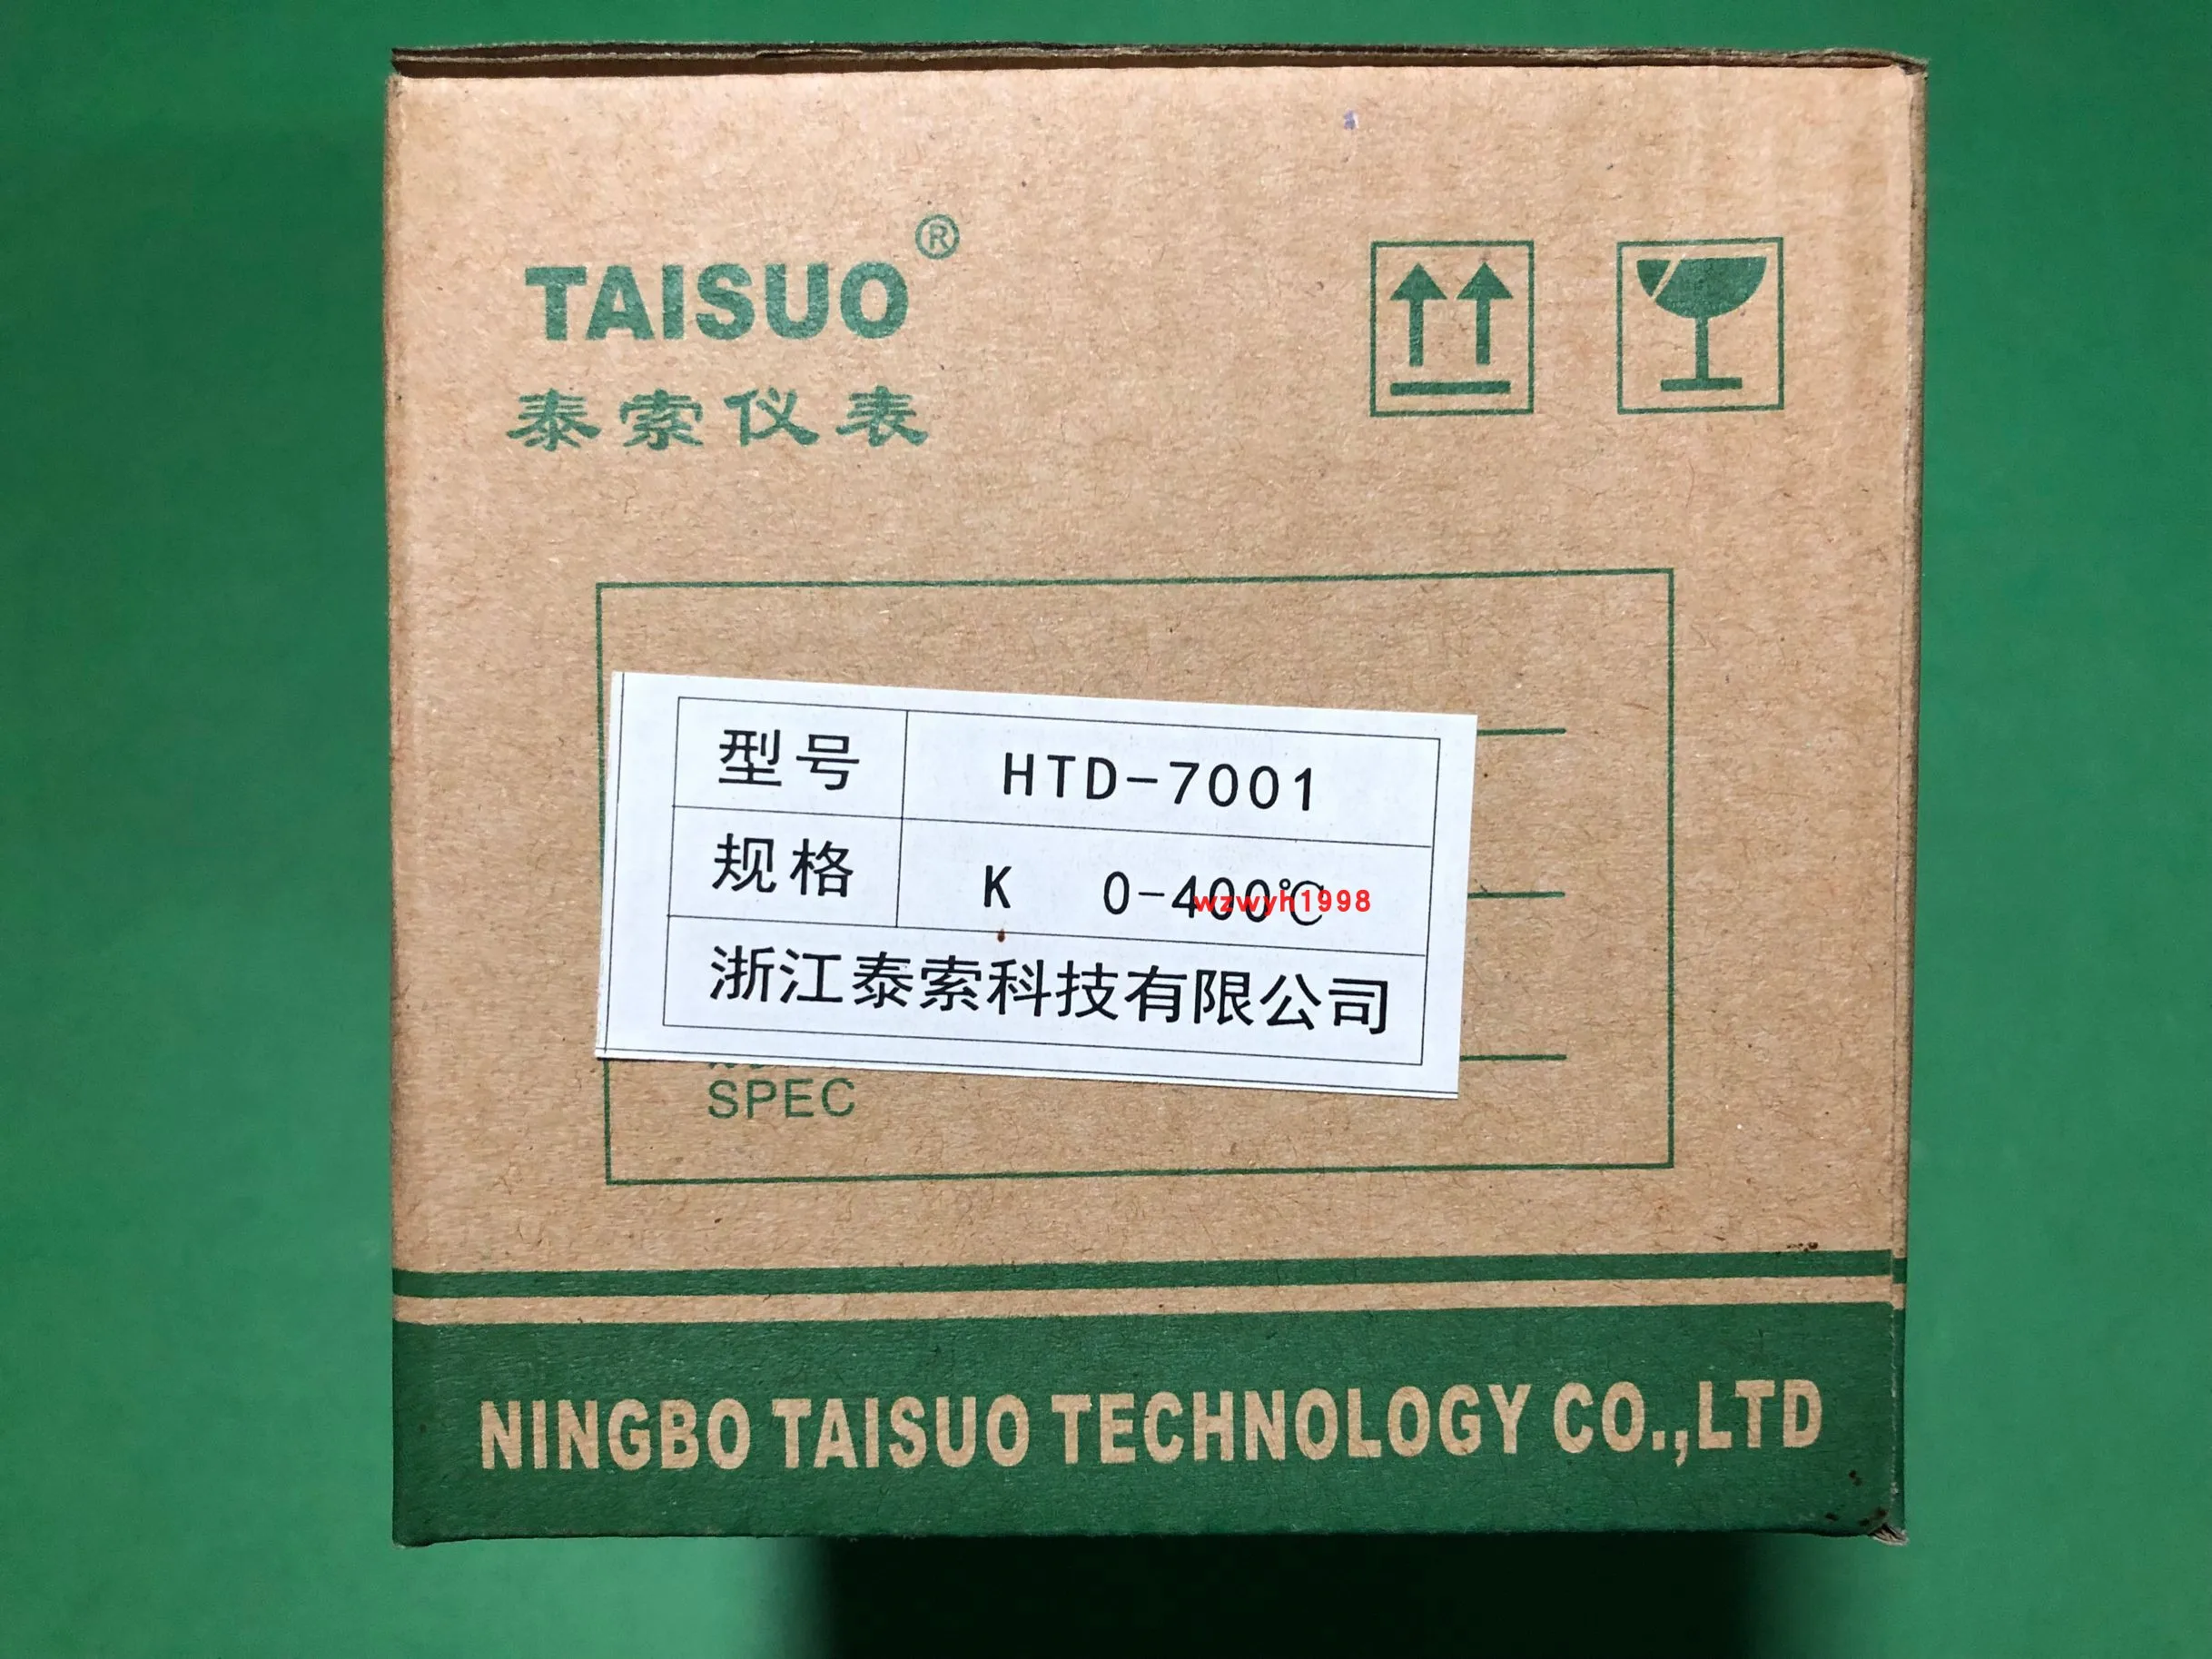 TAISUO®
泰索仪表
型号 HTD-7001
规格 K 0-400℃
wzwyh1998
浙江泰索科技有限公司
SPEC
NINGBO TAISUO TECHNOLOGY CO.,LTD